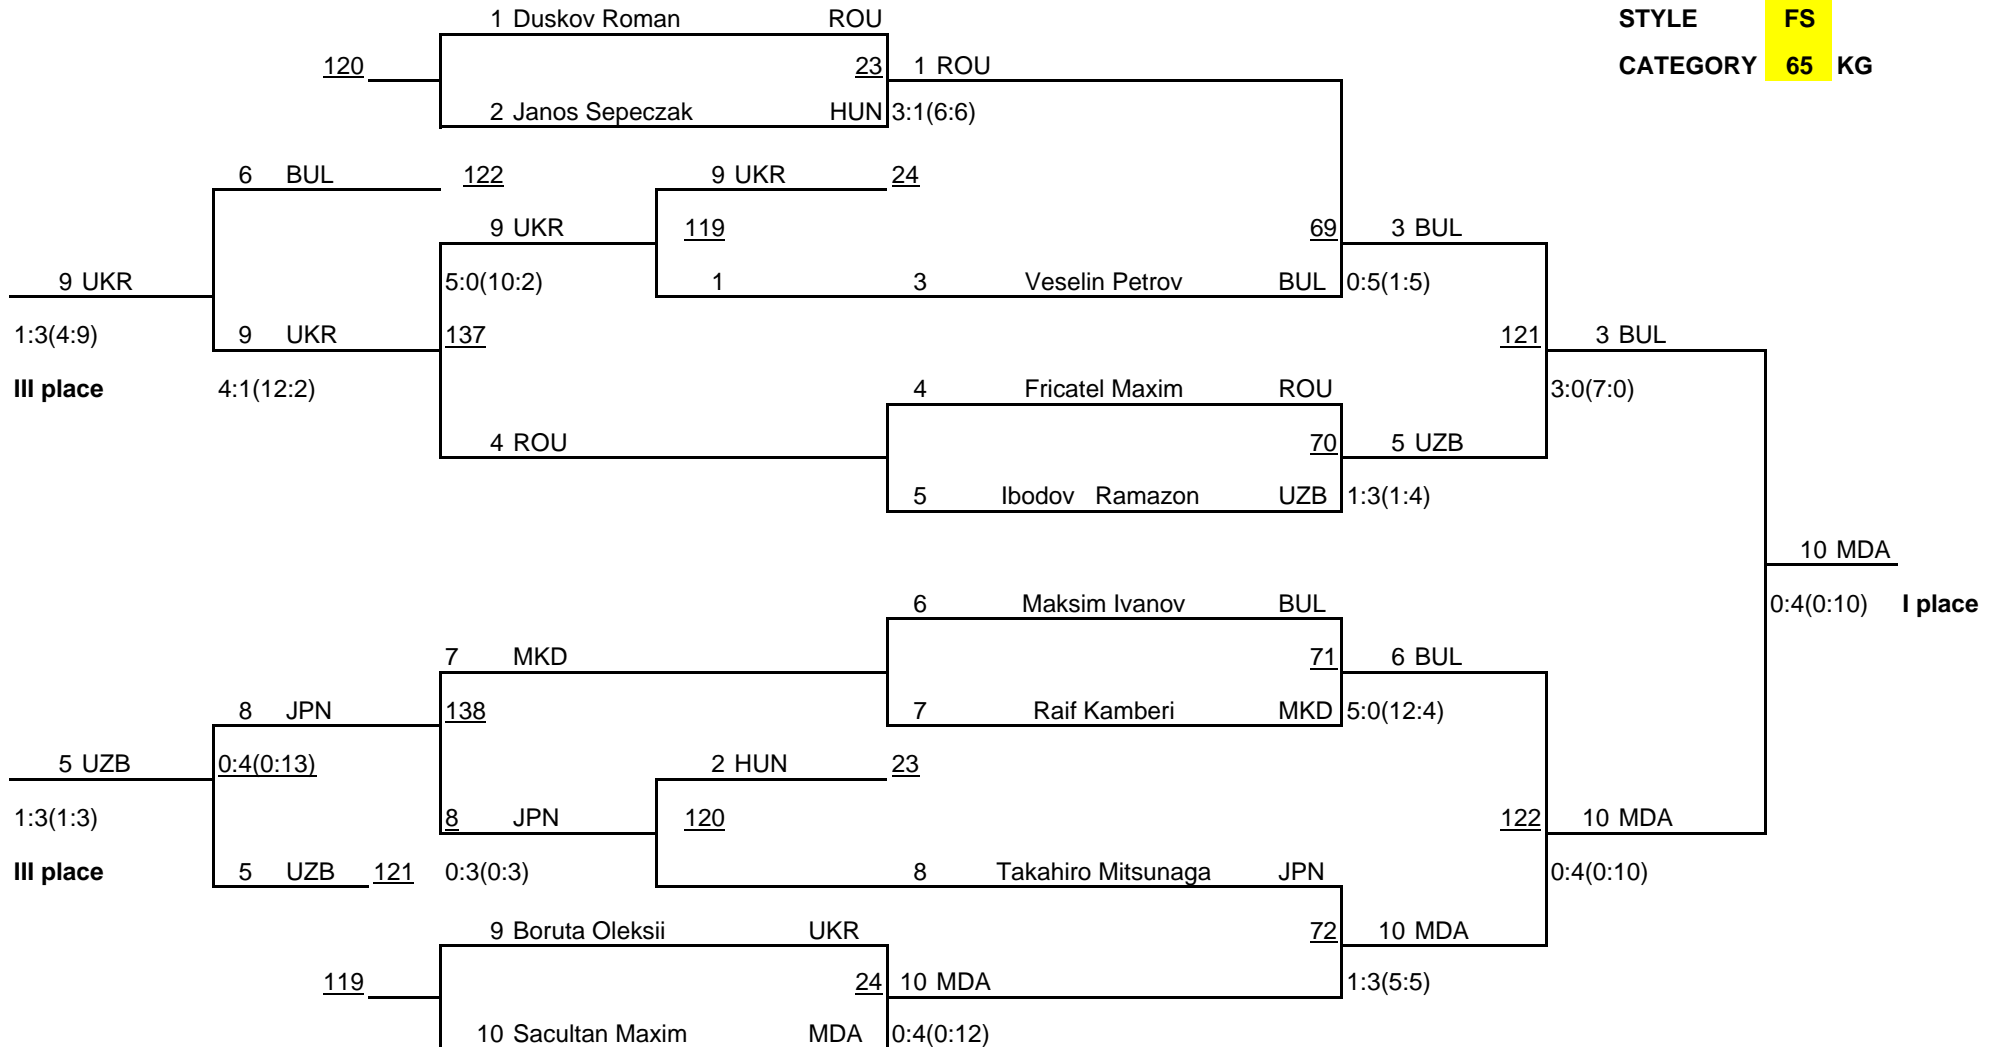 1 Duskov Roman ROU STYLE FS
120 23 1 ROU CATEGORY 65 KG
2 Janos Sepeczak HUN 3:1(6:6)
6 BUL 122 9 UKR 24
9 UKR 119 69 3 BUL
9 UKR 5:0(10:2) 1 3 Veselin Petrov BUL 0:5(1:5)
1:3(4:9) 9 UKR 137 121 3 BUL
III place 4:1(12:2) 4 Fricatel Maxim ROU 3:0(7:0)
4 ROU 70 5 UZB
5 Ibodov Ramazon UZB 1:3(1:4)
10 MDA
6 Maksim Ivanov BUL 0:4(0:10) I place
7 MKD 71 6 BUL
8 JPN 138 7 Raif Kamberi MKD 5:0(12:4)
5 UZB 0:4(0:13) 2 HUN 23
1:3(1:3) 8 JPN 120 122 10 MDA
III place 5 UZB 121 0:3(0:3) 8 Takahiro Mitsunaga JPN 0:4(0:10)
9 Boruta Oleksii UKR 72 10 MDA
119 24 10 MDA 1:3(5:5)
10 Sacultan Maxim MDA 0:4(0:12)